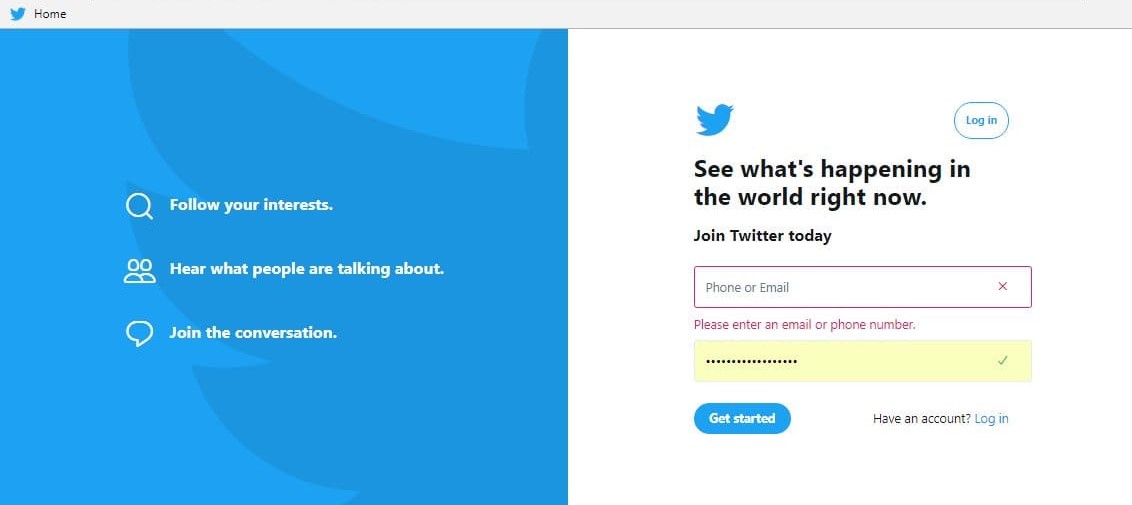 Home
Follow your interests.
Hear what people are talking about.
Join the conversation.
Log in
See what's happening in
the world right now.
Join Twitter today
Phone or Email
Please enter an email or phone number.
••••••••••••••••••
Get started
Have an account? Log in